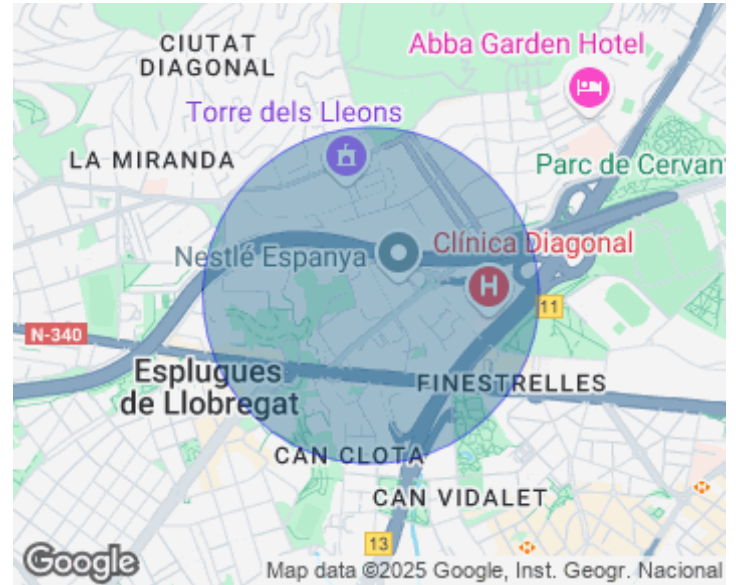 CIUTAT
DIAGONAL
Abba Garden Hotel
Torre dels Lleons
LA MIRANDA
Parc de Cervant
Nestlé Espanya
Clínica Diagonal
H
11
N-340
Esplugues
de Llobregat
FINESTRELLES
CAN CLOTA
CAN VIDALET
13
Google
Map data ©2025 Google, Inst. Geogr. Nacional